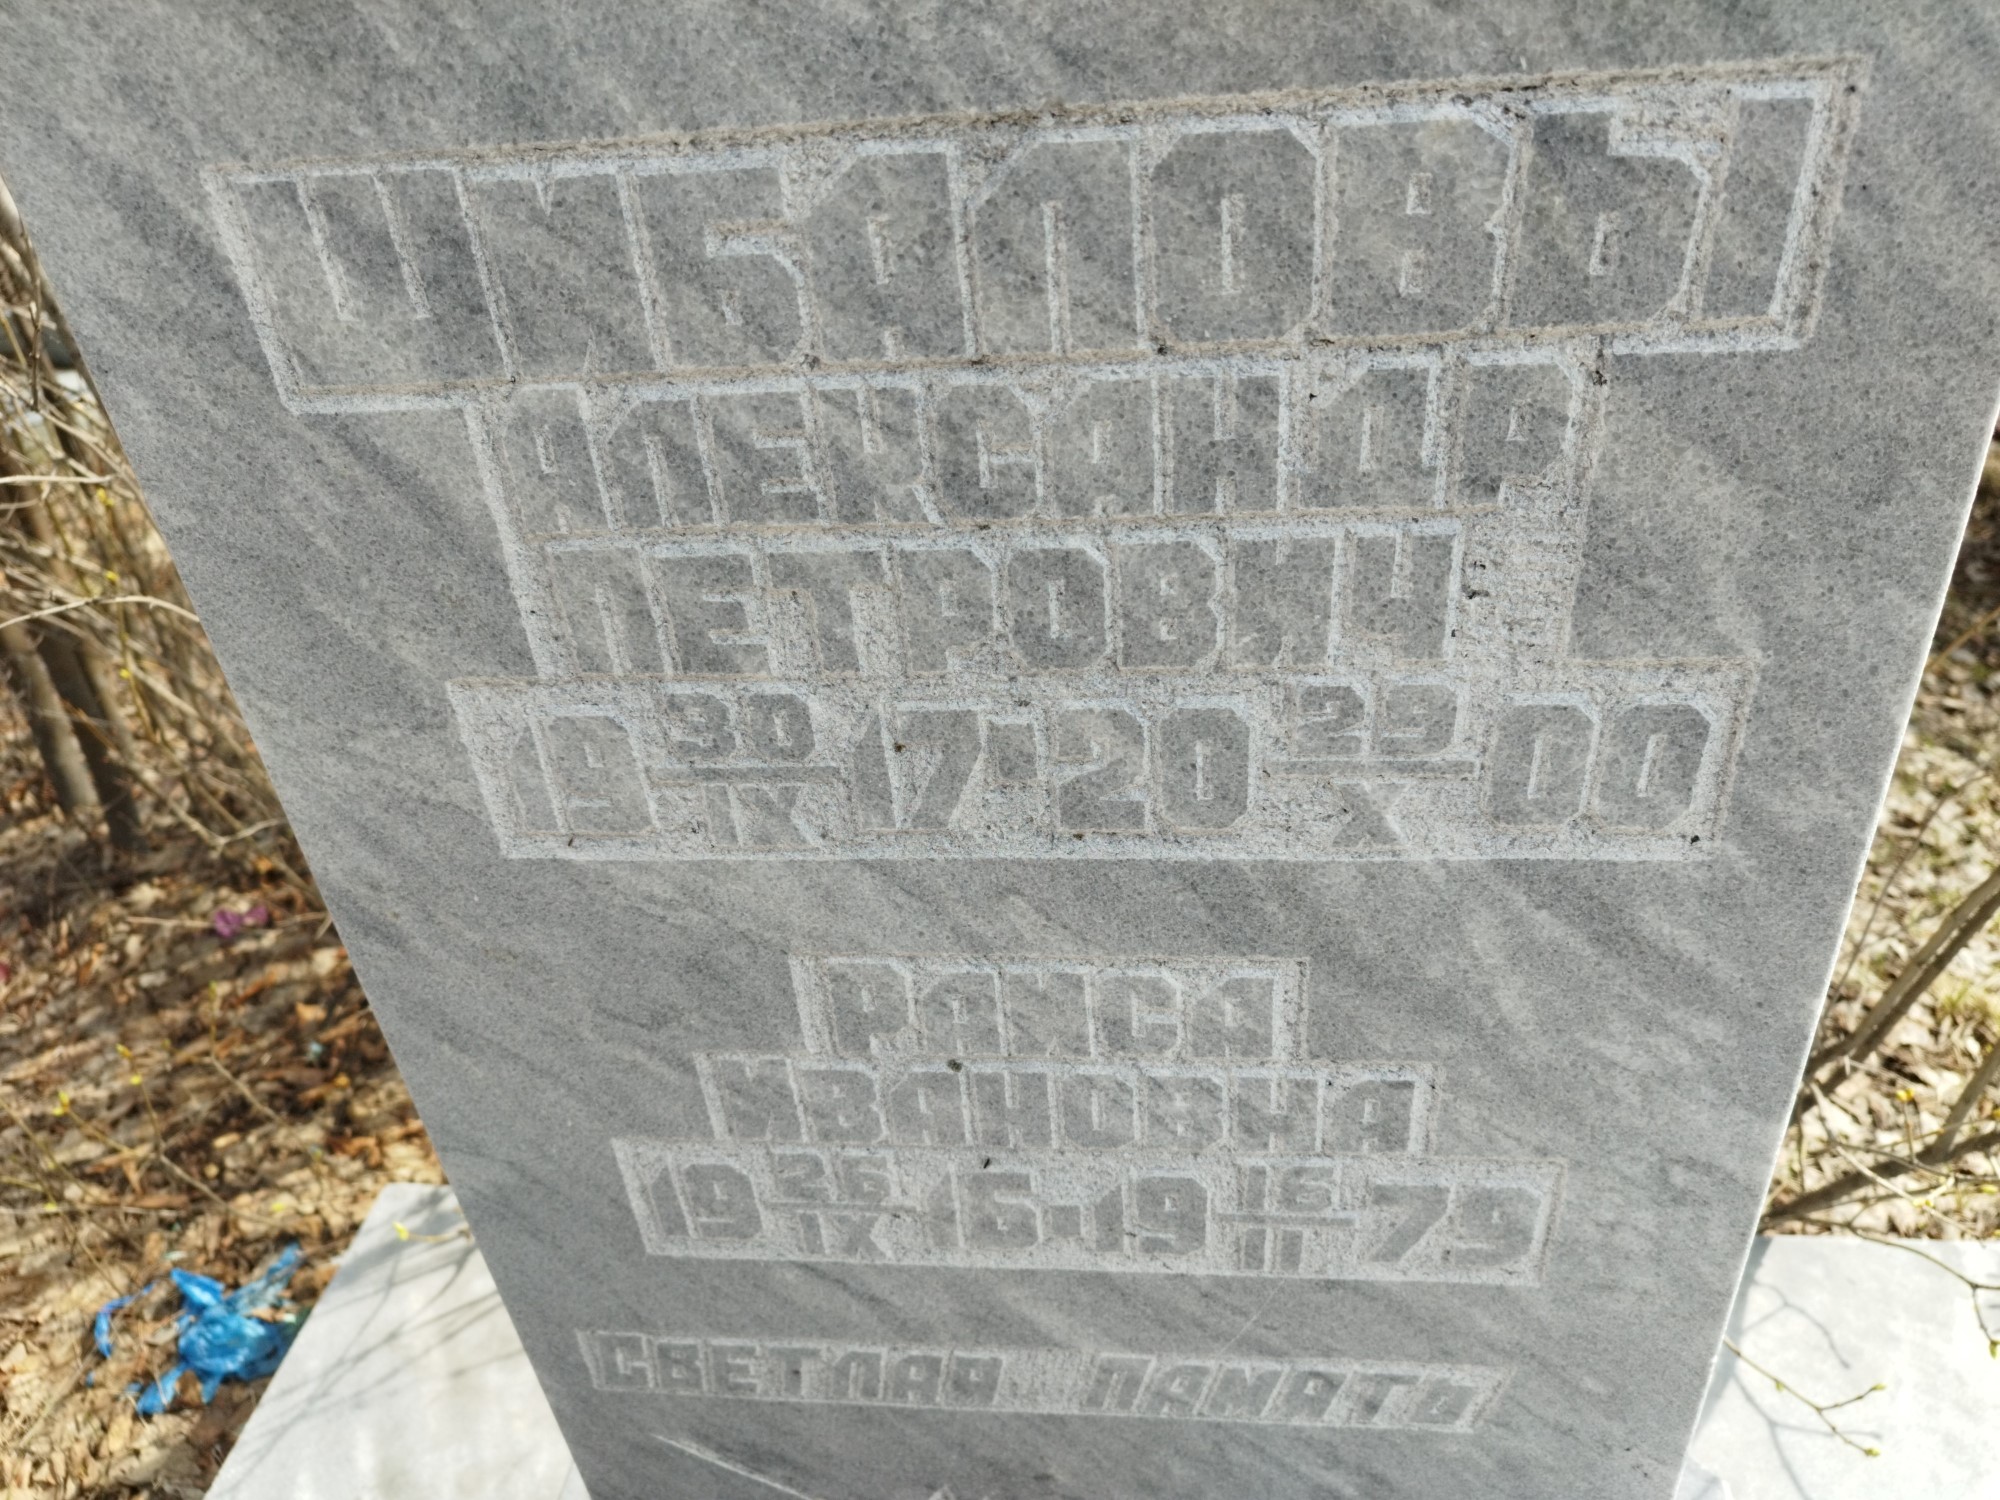 ШИБАЛОВЫ
АЛЕКСАНДР
ПЕТРОВИЧ
19 30/IX 17-20 29/X 00
РАИСА
ИВАНОВНА
19 26/IX 16-19 16/II 79
СВЕТЛАЯ ПАМЯТЬ